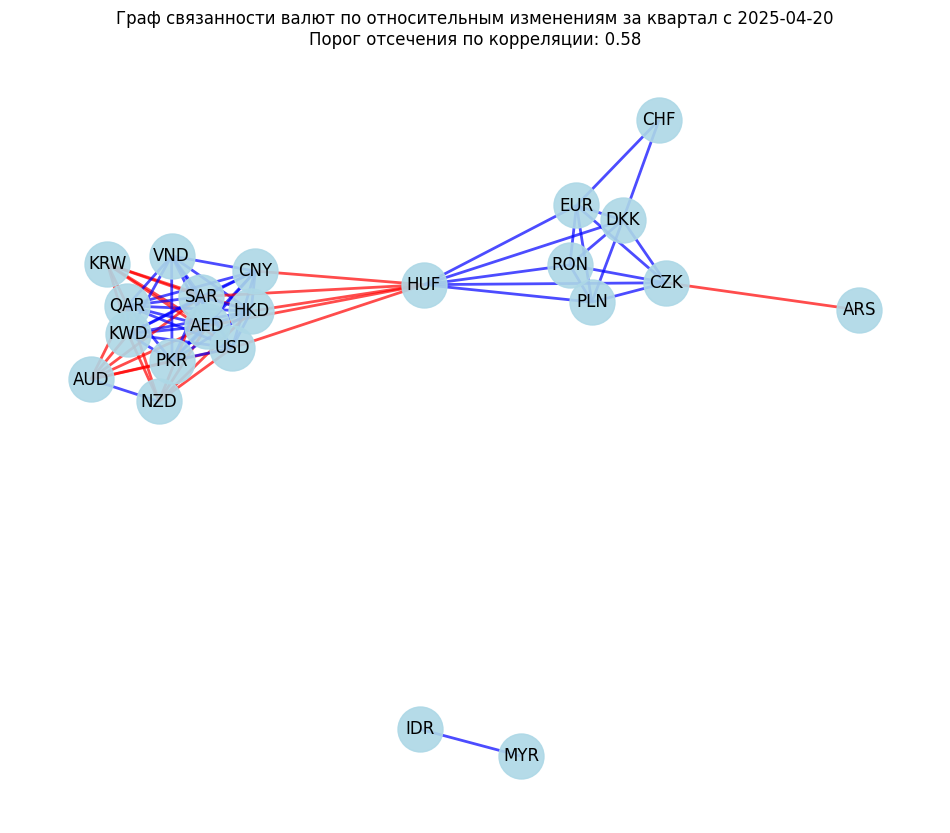 Граф связанности валют по относительным изменениям за квартал с 2025-04-20
Порог отсечения по корреляции: 0.58
CHF
EUR
DKK
VND
KRW
CNY
RON
SAR
HUF
CZK
QAR
PLN
HKD
ARS
AED
KWD
USD
PKR
AUD
NZD
IDR
MYR